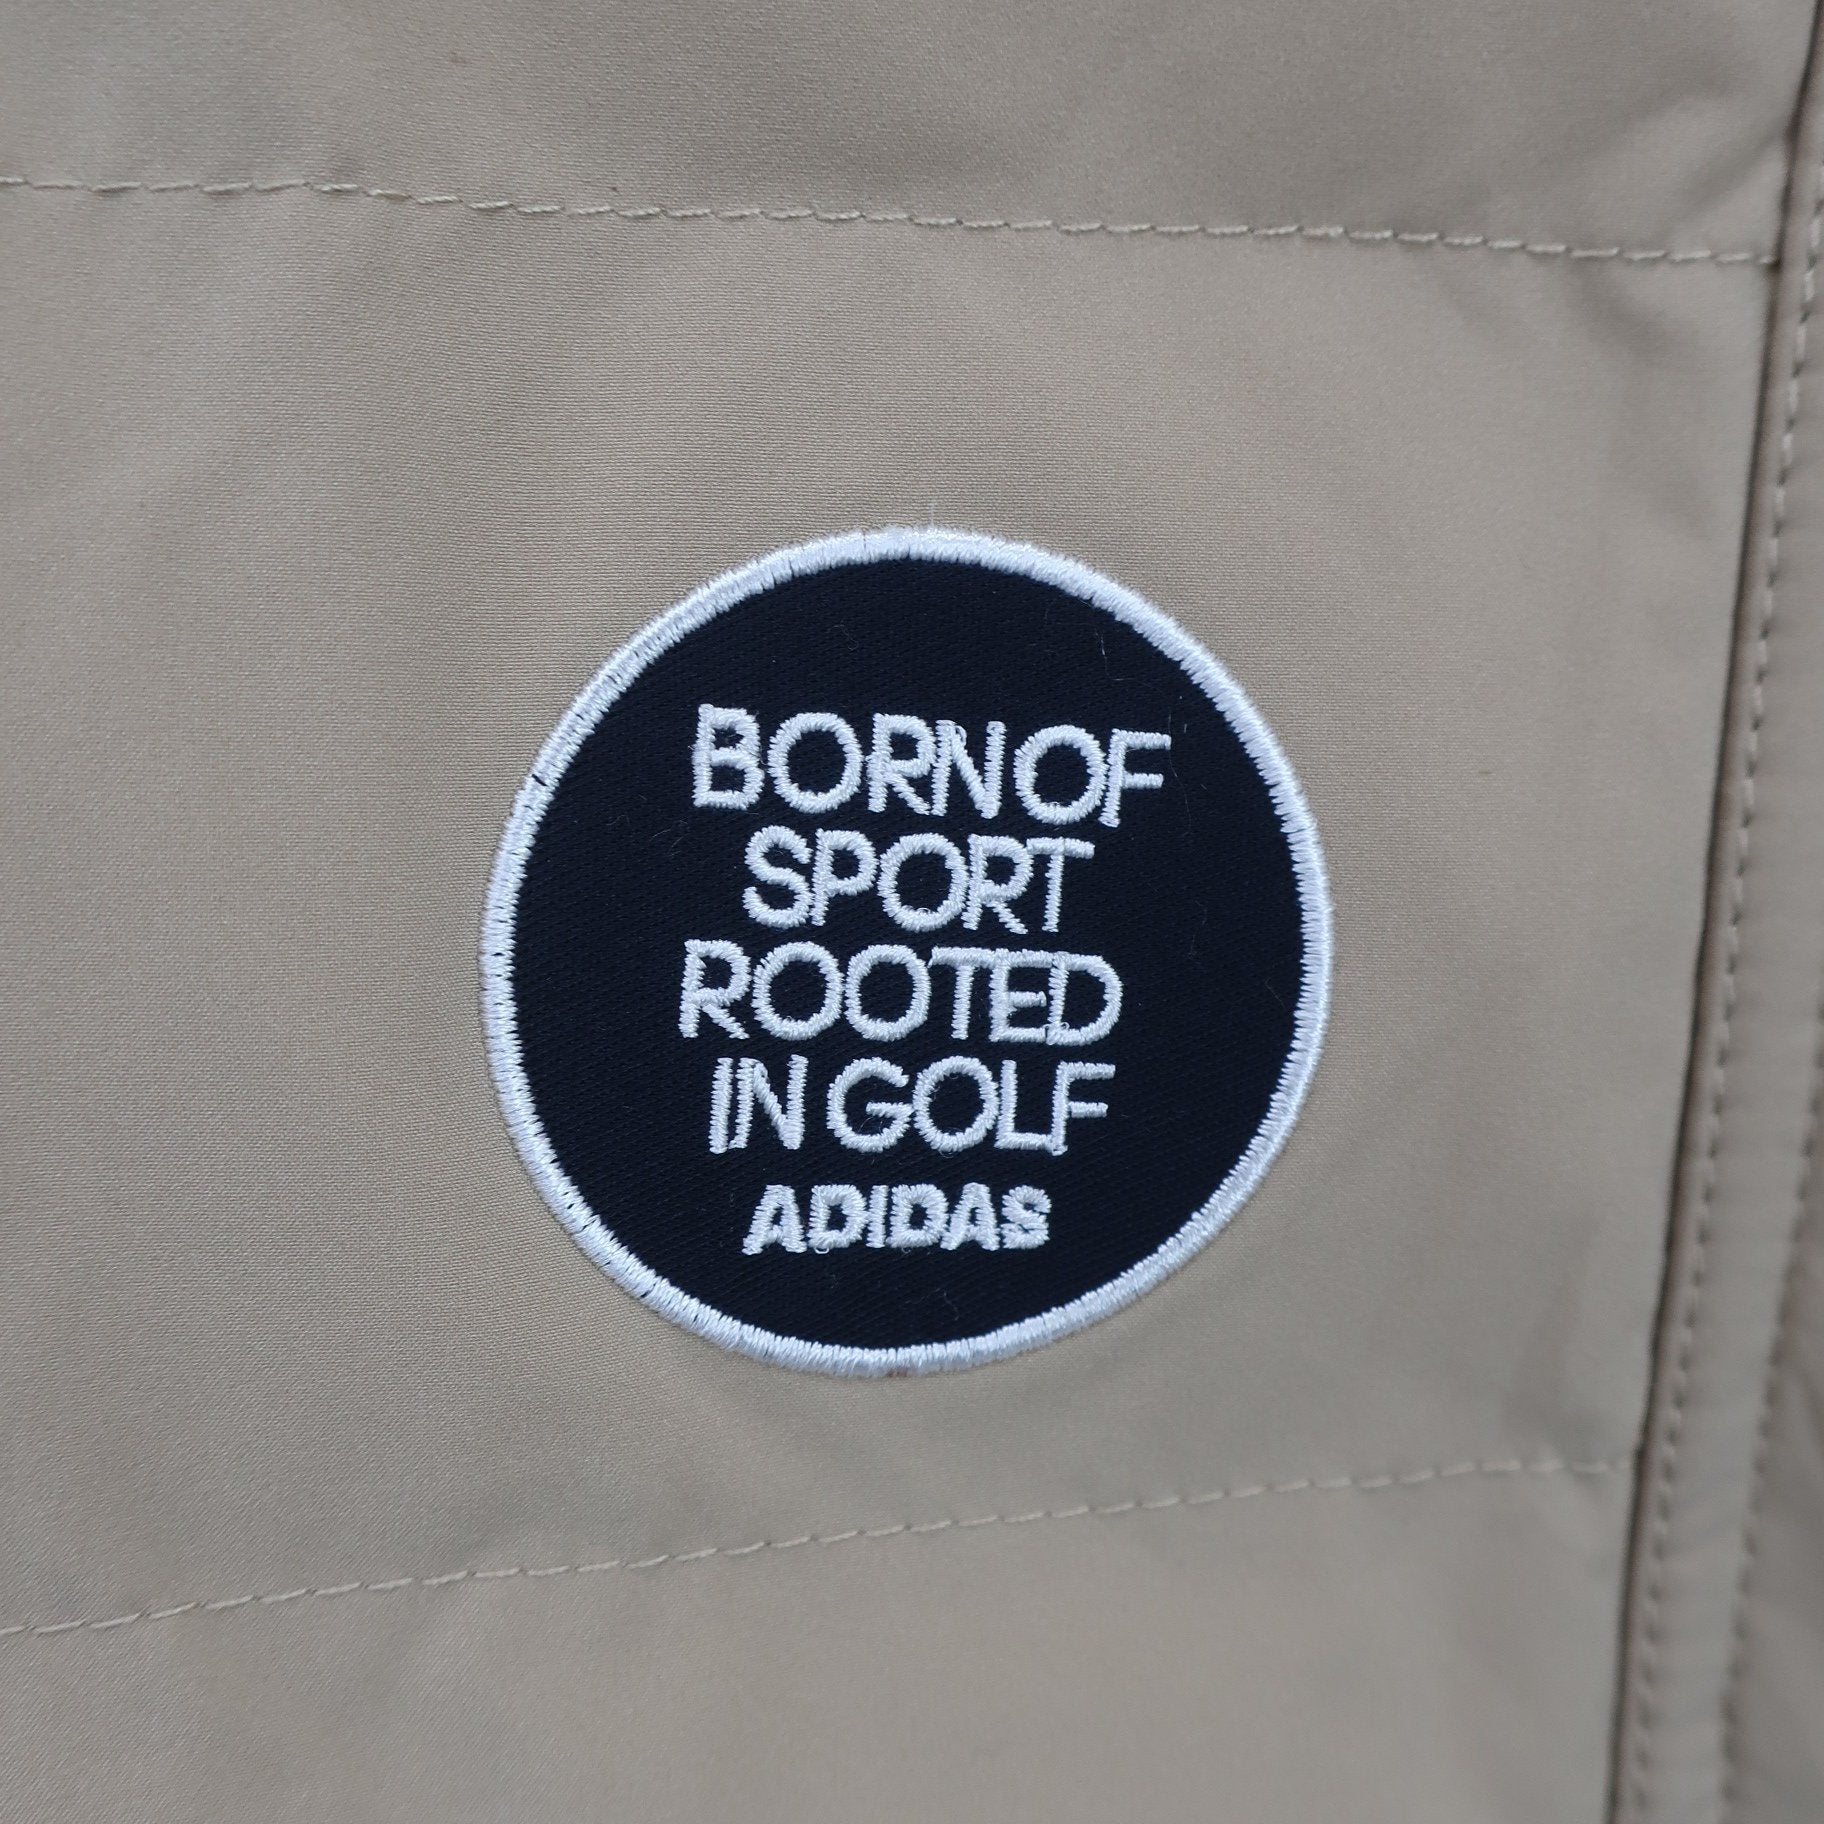 BORN OF
SPORT
ROOTED
IN GOLF
ADIDAS